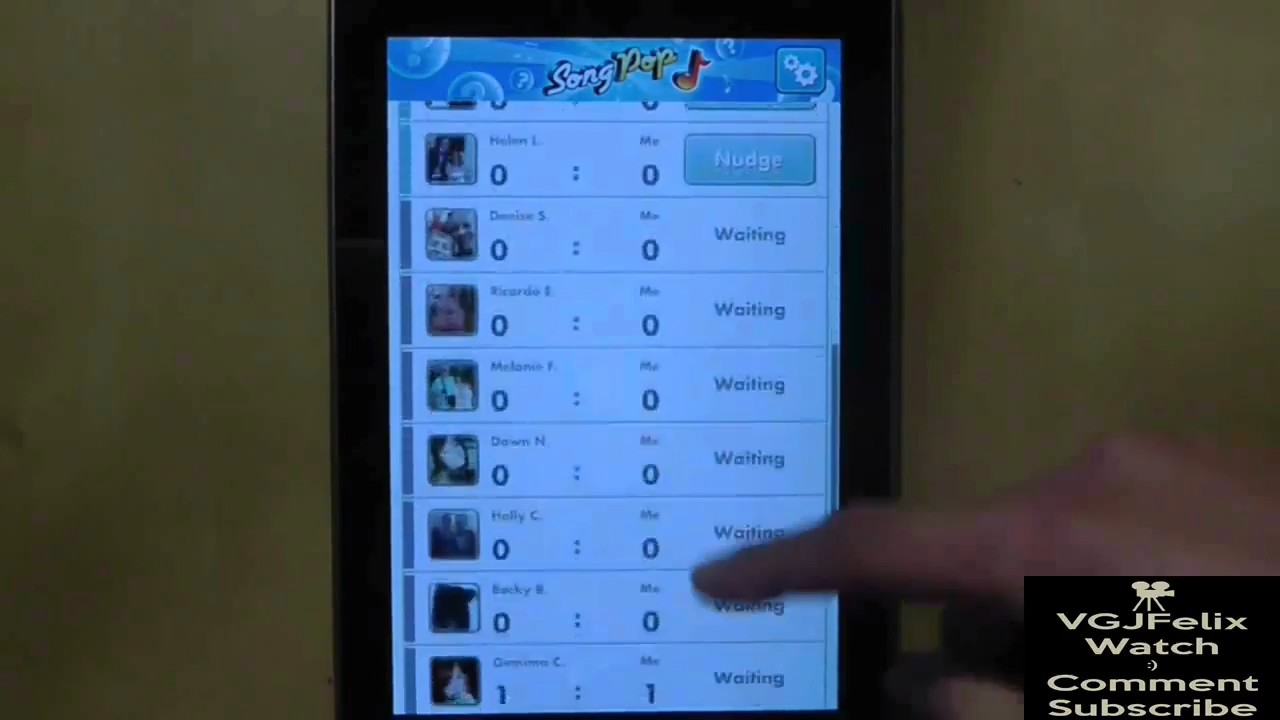 SongPop
Helen L. Me
0 : 0 Nudge
Denise S. Me
0 : 0 Waiting
Ricardo E. Me
0 : 0 Waiting
Melanie F. Me
0 : 0 Waiting
Dawn N. Me
0 : 0 Waiting
Holly C. Me
0 : 0 Waiting
Becky B. Me
0 : 0 Waiting
Gemma C. Me
1 : 1 Waiting
VGJFelix
Watch
:)
Comment
Subscribe